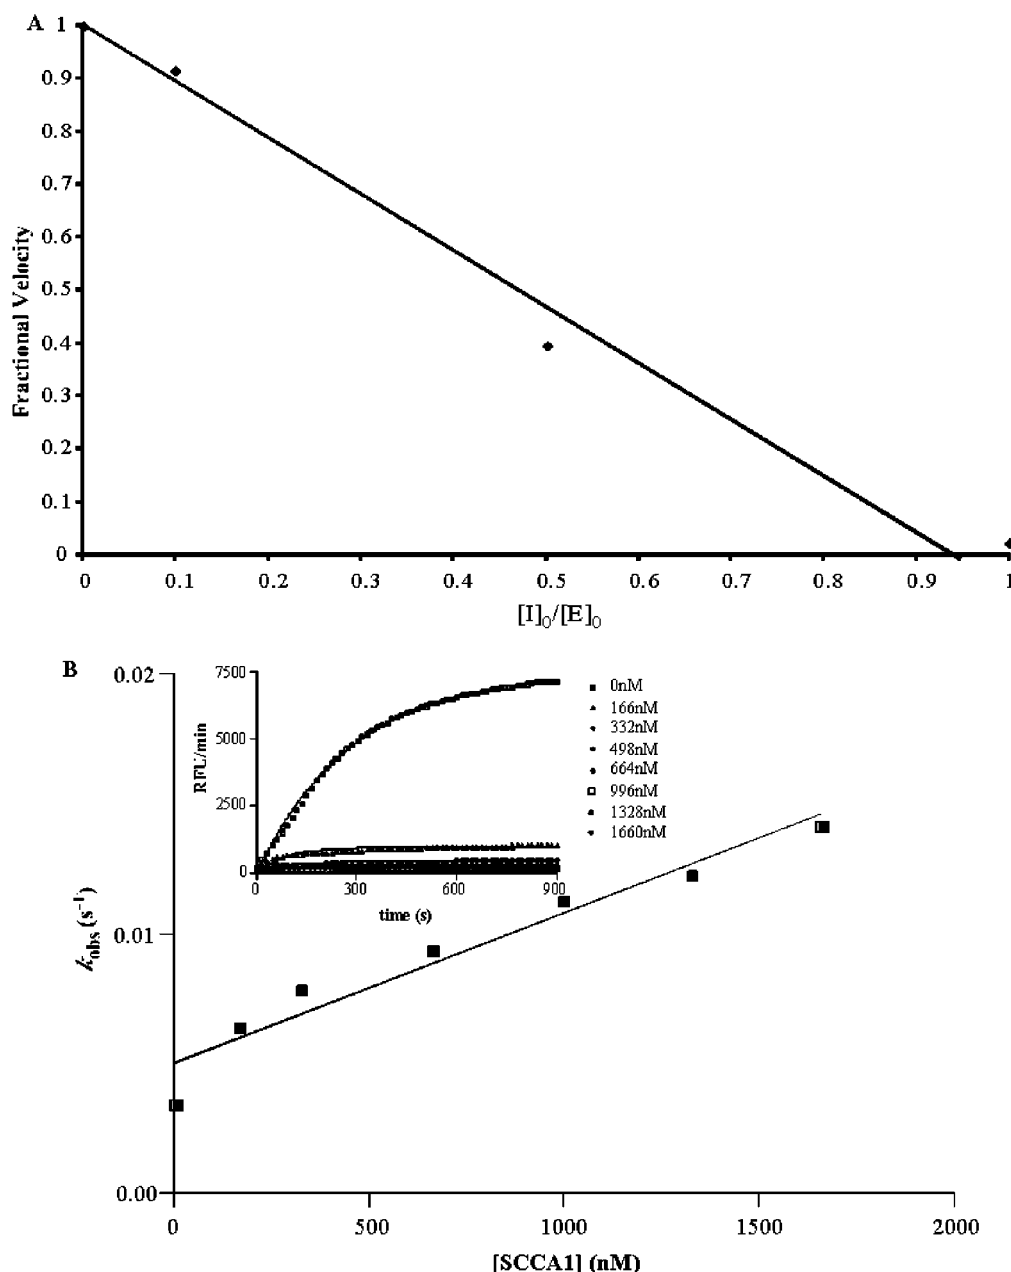 A
1
0.9
0.8
0.7
0.6
0.5
0.4
0.3
0.2
0.1
0
Fractional Velocity
0 0.1 0.2 0.3 0.4 0.5 0.6 0.7 0.8 0.9 1
[I]0/[E]0
B
0.02
0.01
0.00
kobs (s-1)
7500
5000
2500
0
RFU/min
0 300 600 900
time (s)
0nM
166nM
332nM
498nM
664nM
996nM
1328nM
1660nM
0 500 1000 1500 2000
[SCCA1] (nM)